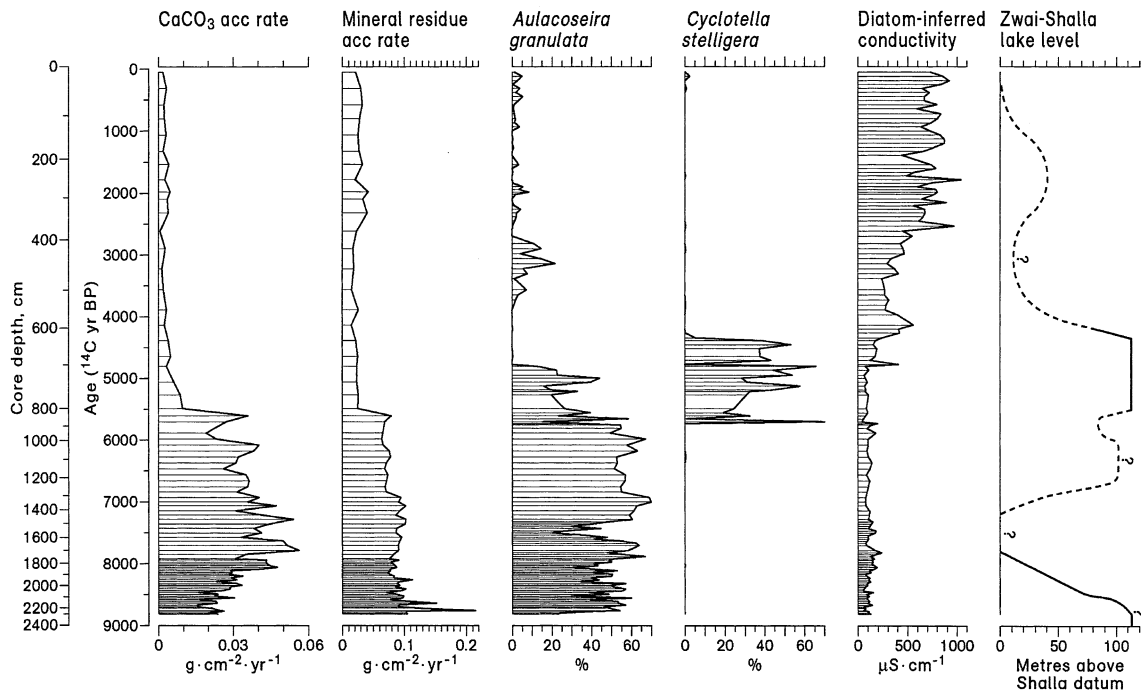 CaCO₃ acc rate
Mineral residue
acc rate
Aulacoseira
granulata
Cyclotella
stelligera
Diatom-inferred
conductivity
Zwai-Shalla
lake level
Core depth, cm
0
200
400
600
800
1000
1200
1400
1600
1800
2000
2200
2400
Age (¹⁴C yr BP)
0
1000
2000
3000
4000
5000
6000
7000
8000
9000
?
?
?
?
0 0.03 0.06
g·cm⁻²·yr⁻¹
0 0.1 0.2
g·cm⁻²·yr⁻¹
0 20 40 60
%
0 20 40 60
%
0 500 1000
µS·cm⁻¹
0 40 80 120
Metres above
Shalla datum